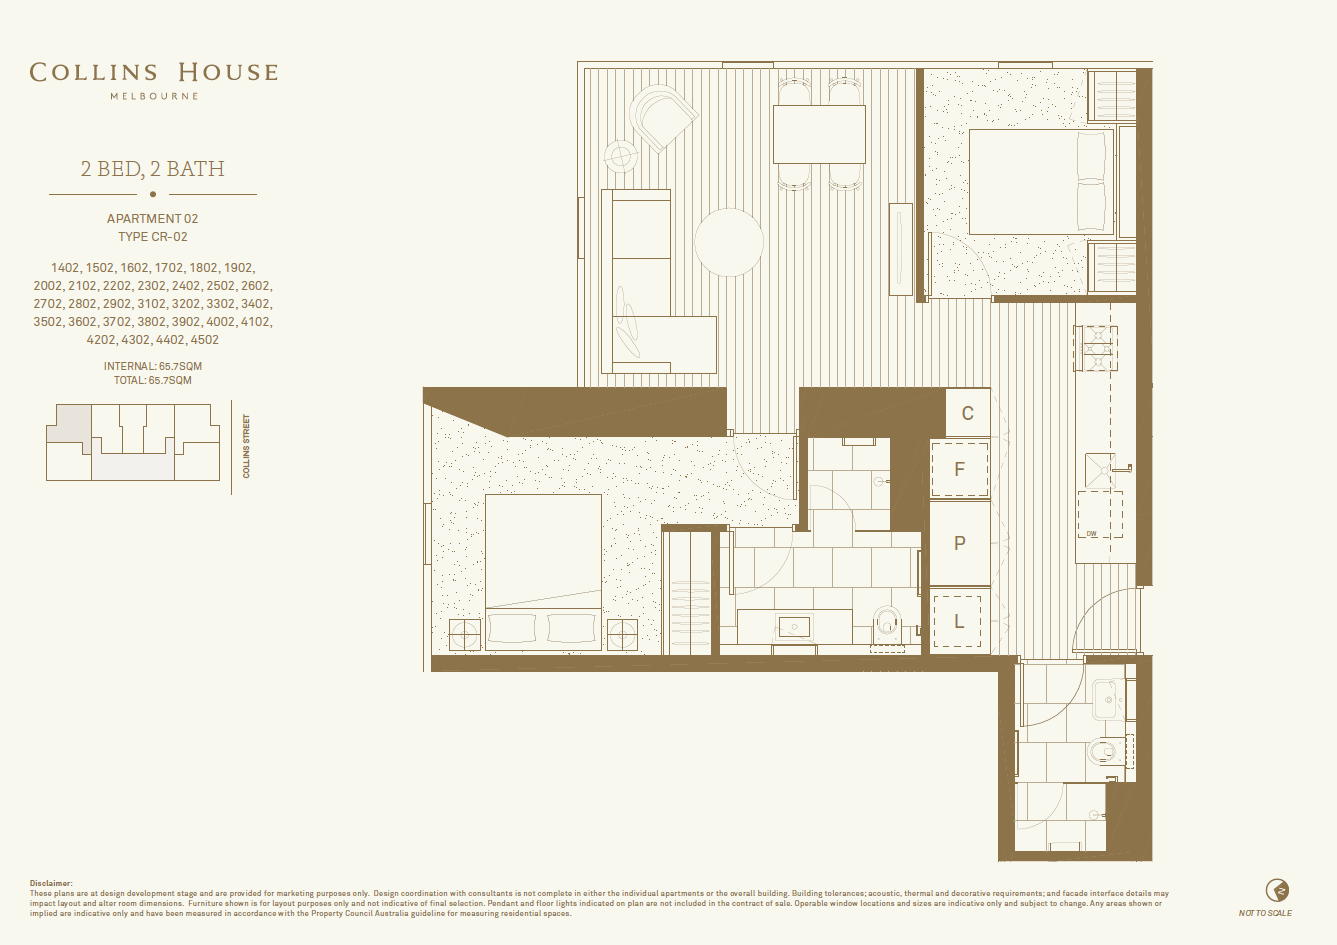 COLLINS HOUSE
MELBOURNE
2 BED, 2 BATH
APARTMENT 02
TYPE CR-02
1402, 1502, 1602, 1702, 1802, 1902,
2002, 2102, 2202, 2302, 2402, 2502, 2602,
2702, 2802, 2902, 3102, 3202, 3302, 3402,
3502, 3602, 3702, 3802, 3902, 4002, 4102,
4202, 4302, 4402, 4502
INTERNAL: 65.7SQM
TOTAL: 65.7SQM
COLLINS STREET
C
F
P
L
DW
Disclaimer:
These plans are at design development stage and are provided for marketing purposes only. Design coordination with consultants is not complete in either the individual apartments or the overall building. Building tolerances; acoustic, thermal and decorative requirements; and facade interface details may
impact layout and alter room dimensions. Furniture shown is for layout purposes only and not indicative of final selection. Pendant and floor lights indicated on plan are not included in the contract of sale. Operable window locations and sizes are indicative only and subject to change. Any areas shown or
implied are indicative only and have been measured in accordance with the Property Council Australia guideline for measuring residential spaces.
N
NOT TO SCALE